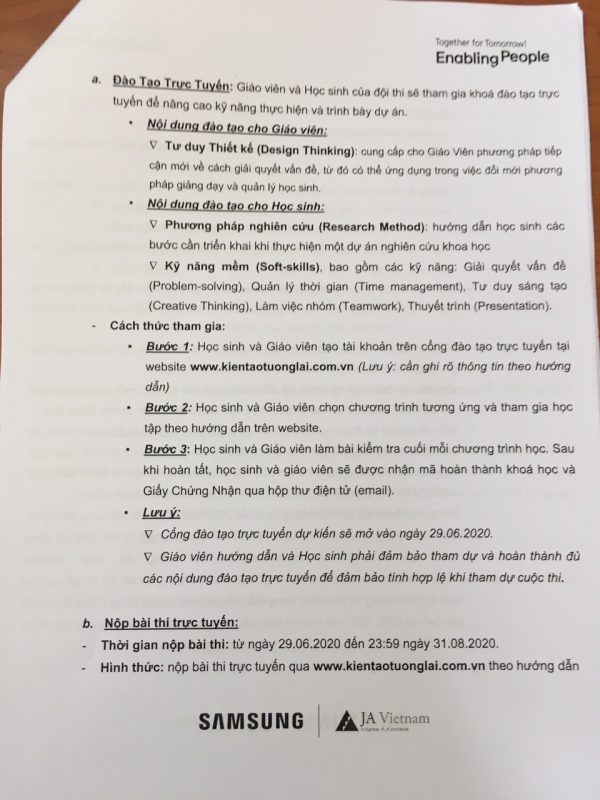 Together for Tomorrow!
Enabling People
a. Đào Tạo Trực Tuyến: Giáo viên và Học sinh của đội thi sẽ tham gia khoá đào tạo trực
tuyến để nâng cao kỹ năng thực hiện và trình bày dự án.
▪ Nội dung đào tạo cho Giáo viên:
∇ Tư duy Thiết kế (Design Thinking): cung cấp cho Giáo Viên phương pháp tiếp
cận mới về cách giải quyết vấn đề, từ đó có thể ứng dụng trong việc đổi mới phương
pháp giảng dạy và quản lý học sinh.
▪ Nội dung đào tạo cho Học sinh:
∇ Phương pháp nghiên cứu (Research Method): hướng dẫn học sinh các
bước cần triển khai khi thực hiện một dự án nghiên cứu khoa học
∇ Kỹ năng mềm (Soft-skills), bao gồm các kỹ năng: Giải quyết vấn đề
(Problem-solving), Quản lý thời gian (Time management), Tư duy sáng tạo
(Creative Thinking), Làm việc nhóm (Teamwork), Thuyết trình (Presentation).
- Cách thức tham gia:
▪ Bước 1: Học sinh và Giáo viên tạo tài khoản trên cổng đào tạo trực tuyến tại
website www.kientaotuonglai.com.vn (Lưu ý: cần ghi rõ thông tin theo hướng
dẫn)
▪ Bước 2: Học sinh và Giáo viên chọn chương trình tương ứng và tham gia học
tập theo hướng dẫn trên website.
▪ Bước 3: Học sinh và Giáo viên làm bài kiểm tra cuối mỗi chương trình học. Sau
khi hoàn tất, học sinh và giáo viên sẽ được nhận mã hoàn thành khoá học và
Giấy Chứng Nhận qua hộp thư điện tử (email).
▪ Lưu ý:
∇ Cổng đào tạo trực tuyến dự kiến sẽ mở vào ngày 29.06.2020.
∇ Giáo viên hướng dẫn và Học sinh phải đảm bảo tham dự và hoàn thành đủ
các nội dung đào tạo trực tuyến để đảm bảo tính hợp lệ khi tham dự cuộc thi.
b. Nộp bài thi trực tuyến:
- Thời gian nộp bài thi: từ ngày 29.06.2020 đến 23:59 ngày 31.08.2020.
- Hình thức: nộp bài thi trực tuyến qua www.kientaotuonglai.com.vn theo hướng dẫn
SAMSUNG
JA Vietnam